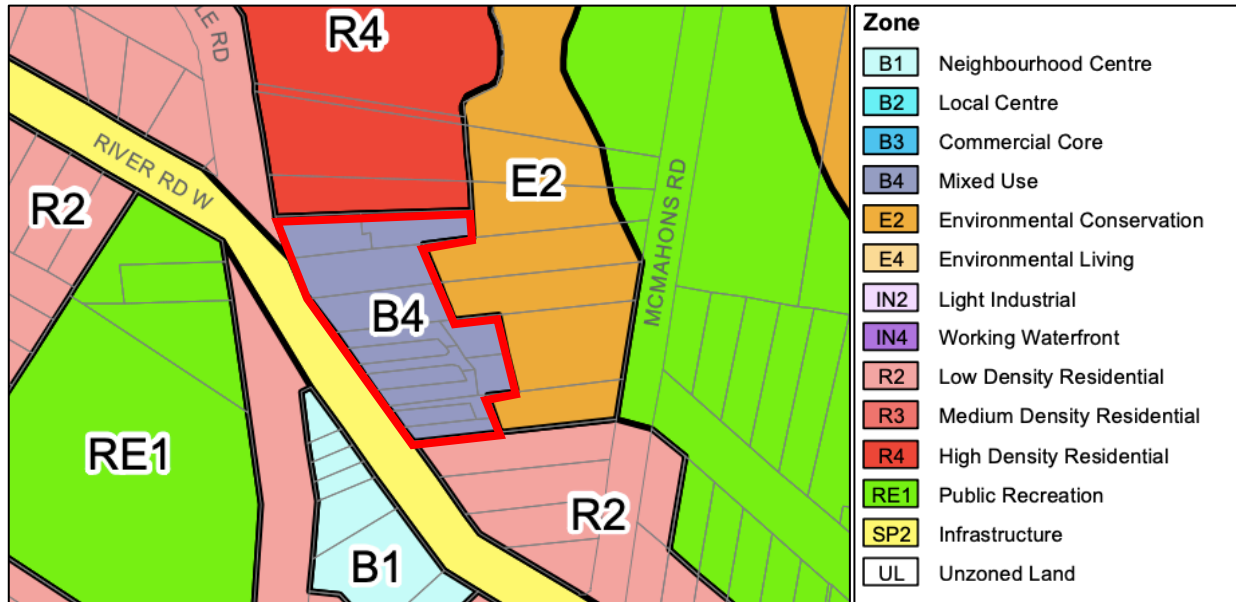 LE RD
R4
RIVER RD W
R2
E2
MCMAHONS RD
B4
RE1
B1
R2
Zone
B1 Neighbourhood Centre
B2 Local Centre
B3 Commercial Core
B4 Mixed Use
E2 Environmental Conservation
E4 Environmental Living
IN2 Light Industrial
IN4 Working Waterfront
R2 Low Density Residential
R3 Medium Density Residential
R4 High Density Residential
RE1 Public Recreation
SP2 Infrastructure
UL Unzoned Land